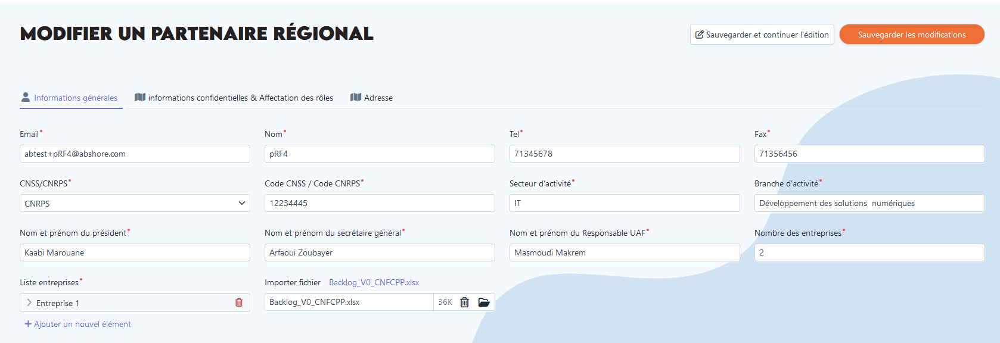 MODIFIER UN PARTENAIRE RÉGIONAL
Sauvegarder et continuer l'édition
Sauvegarder les modifications
Informations générales
informations confidentielles & Affectation des rôles
Adresse
Email*
Nom*
Tel*
Fax*
abtest+pRF4@abshore.com
pRF4
71345678
71356456
CNSS/CNRPS*
Code CNSS / Code CNRPS*
Secteur d'activité*
Branche d'activité*
CNRPS
12234445
IT
Développement des solutions  numériques
Nom et prénom du président*
Nom et prénom du secrétaire général*
Nom et prénom du Responsable UAF*
Nombre des entreprises*
Kaabi Marouane
Arfaoui Zoubayer
Masmoudi Makrem
2
Liste entreprises*
Importer fichier
Backlog_V0_CNFCPP.xlsx
Entreprise 1
Backlog_V0_CNFCPP.xlsx
36K
+ Ajouter un nouvel élément